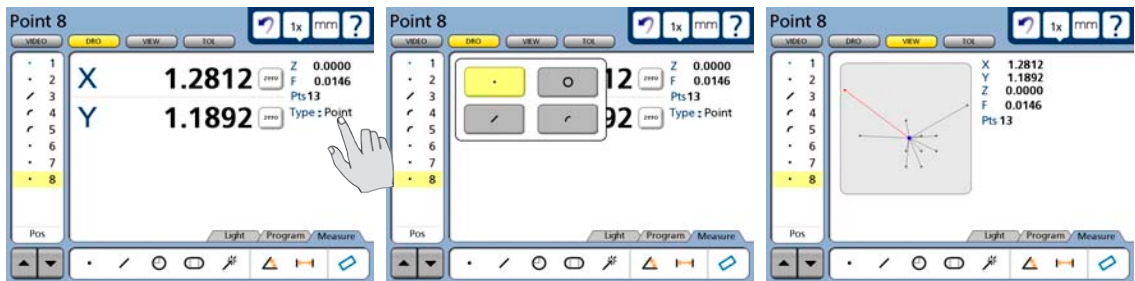 Point 8
1x mm ?
VIDEO DRO VIEW TOL
1
2
3
4
5
6
7
8
Pos
X 1.2812 zero
Y 1.1892 zero
Z 0.0000
F 0.0146
Pts 13
Type : Point
Light Program Measure
Point 8
1x mm ?
VIDEO DRO VIEW TOL
1
2
3
4
5
6
7
8
Pos
12 zero
92 zero
Z 0.0000
F 0.0146
Pts 13
Type : Point
Light Program Measure
Point 8
1x mm ?
VIDEO DRO VIEW TOL
1
2
3
4
5
6
7
8
Pos
X 1.2812
Y 1.1892
Z 0.0000
F 0.0146
Pts 13
Light Program Measure